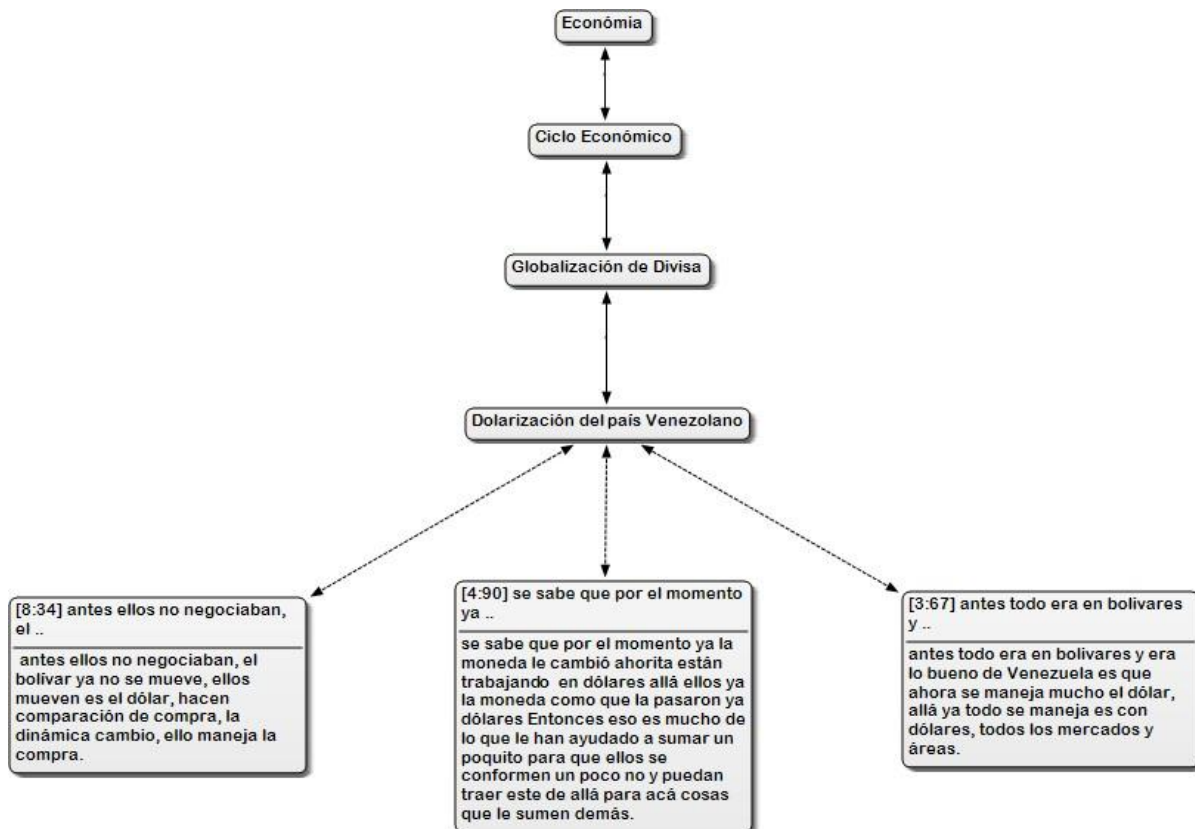 Económia
Ciclo Económico
Globalización de Divisa
Dolarización del país Venezolano
[8:34] antes ellos no negociaban,
el ..
antes ellos no negociaban, el
bolívar ya no se mueve, ellos
mueven es el dólar, hacen
comparación de compra, la
dinámica cambio, ello maneja la
compra.
[4:90] se sabe que por el momento
ya ..
se sabe que por el momento ya la
moneda le cambió ahorita están
trabajando en dólares allá ellos ya
la moneda como que la pasaron ya
dólares Entonces eso es mucho de
lo que le han ayudado a sumar un
poquito para que ellos se
conformen un poco no y puedan
traer este de allá para acá cosas
que le sumen demás.
[3:67] antes todo era en bolivares
y ..
antes todo era en bolivares y era
lo bueno de Venezuela es que
ahora se maneja mucho el dólar,
allá ya todo se maneja es con
dólares, todos los mercados y
áreas.